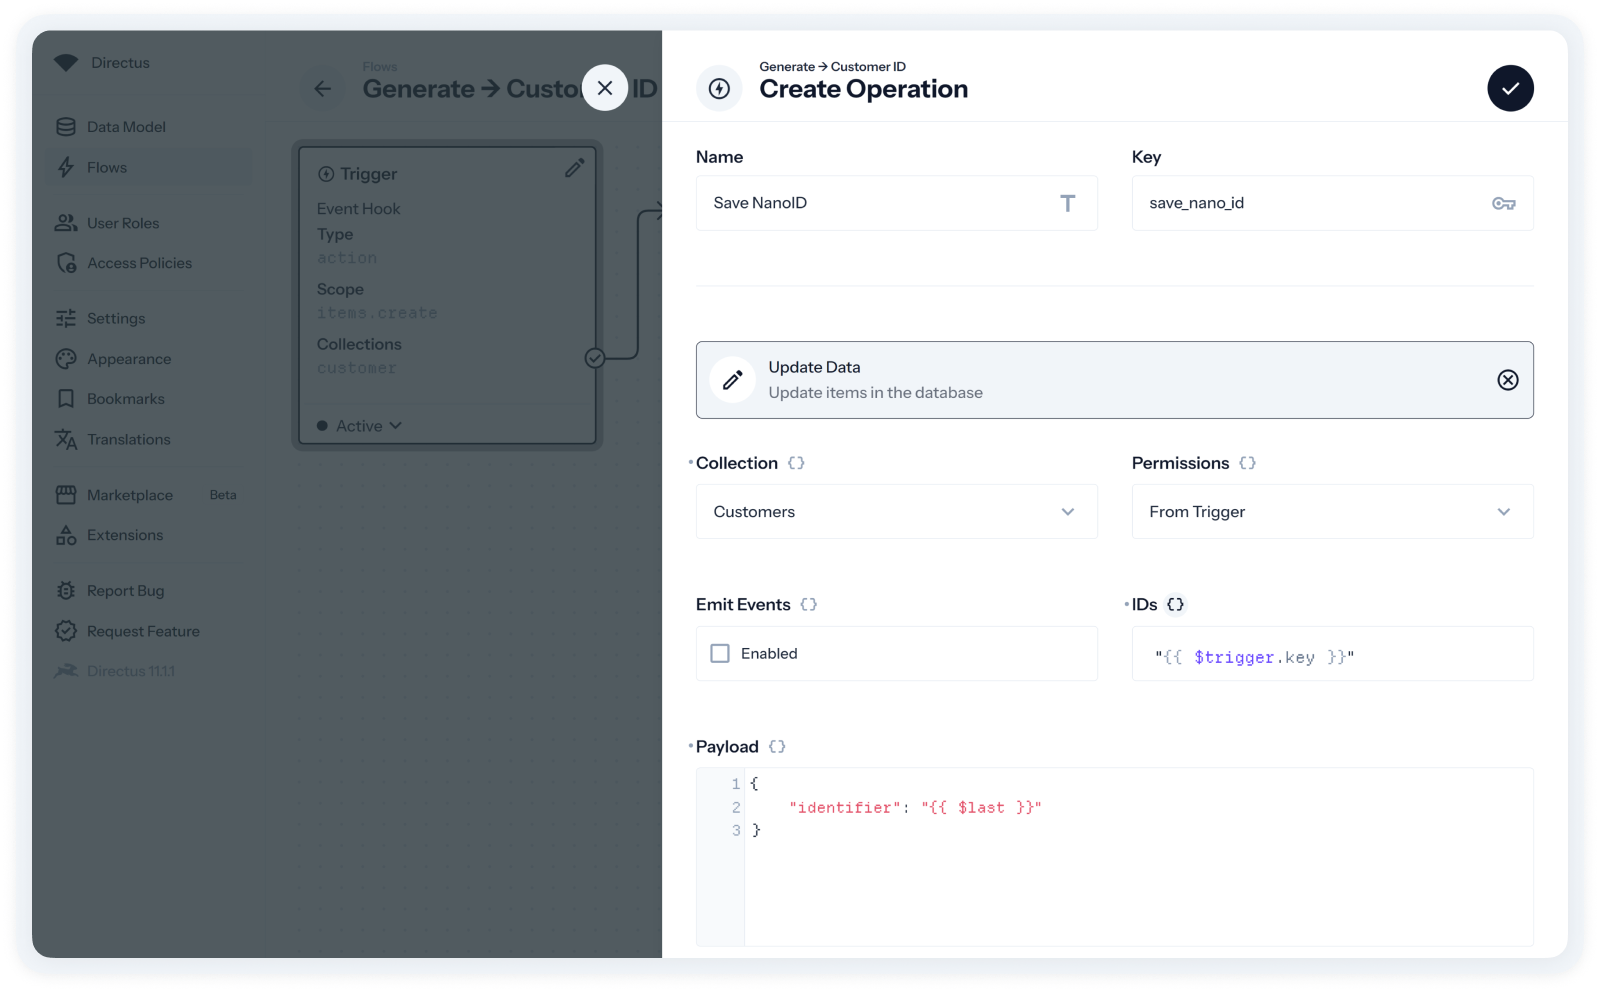 Directus
Data Model
Flows
User Roles
Access Policies
Settings
Appearance
Bookmarks
Translations
Marketplace Beta
Extensions
Report Bug
Request Feature
Directus 11.1.1
Flows
Generate → Custo ID
Trigger
Event Hook
Type
action
Scope
items.create
Collections
customer
Active
Generate → Customer ID
Create Operation
Name
Save NanoID
Key
save_nano_id
Update Data
Update items in the database
Collection {}
Customers
Permissions {}
From Trigger
Emit Events {}
Enabled
IDs {}
"{{ $trigger.key }}"
Payload {}
1 {
2 "identifier": "{{ $last }}"
3 }